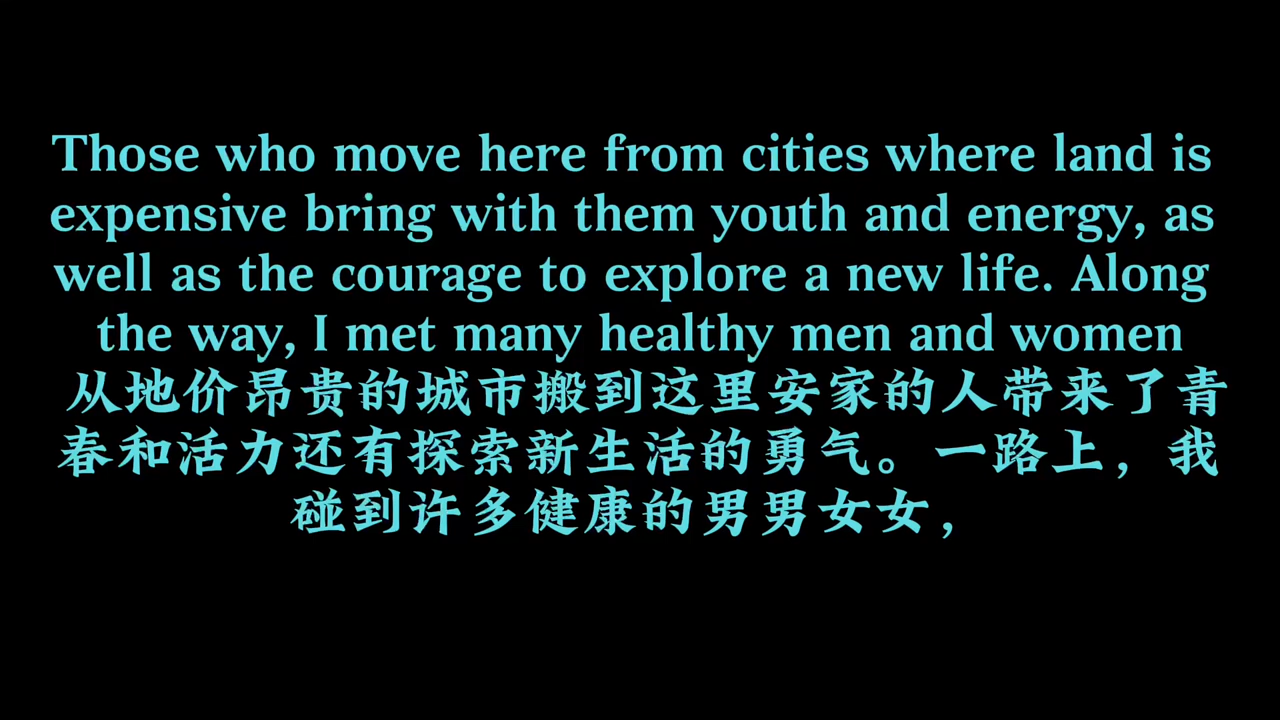 Those who move here from cities where land is
expensive bring with them youth and energy, as
well as the courage to explore a new life. Along
the way, I met many healthy men and women
从地价昂贵的城市搬到这里安家的人带来了青
春和活力还有探索新生活的勇气。一路上，我
碰到许多健康的男男女女，